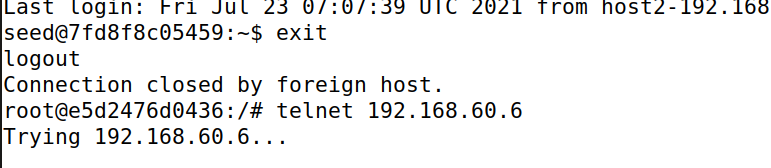 Last login: Fri Jul 23 07:07:39 UTC 2021 from host2-192.168
seed@7fd8f8c05459:~$ exit
logout
Connection closed by foreign host.
root@e5d2476d0436:/# telnet 192.168.60.6
Trying 192.168.60.6...